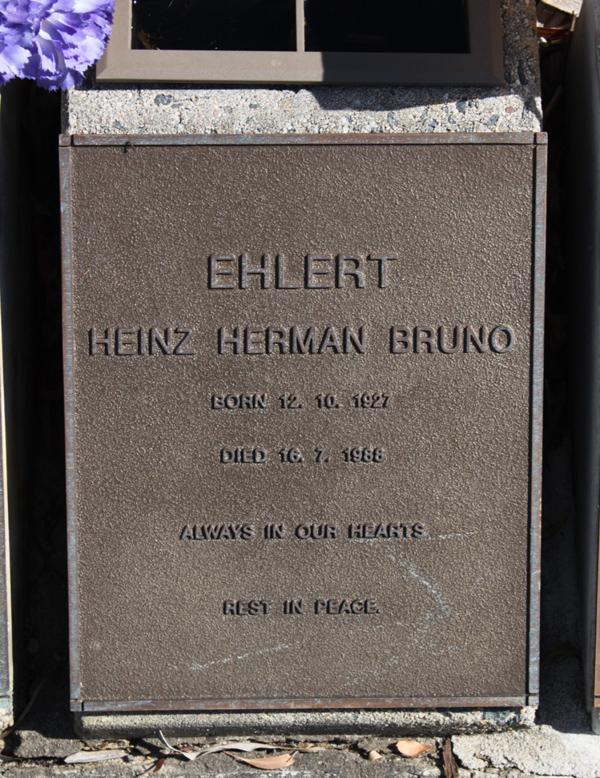 EHLERT
HEINZ HERMAN BRUNO
BORN 12. 10. 1927
DIED 16. 7. 1988
ALWAYS IN OUR HEARTS
REST IN PEACE.